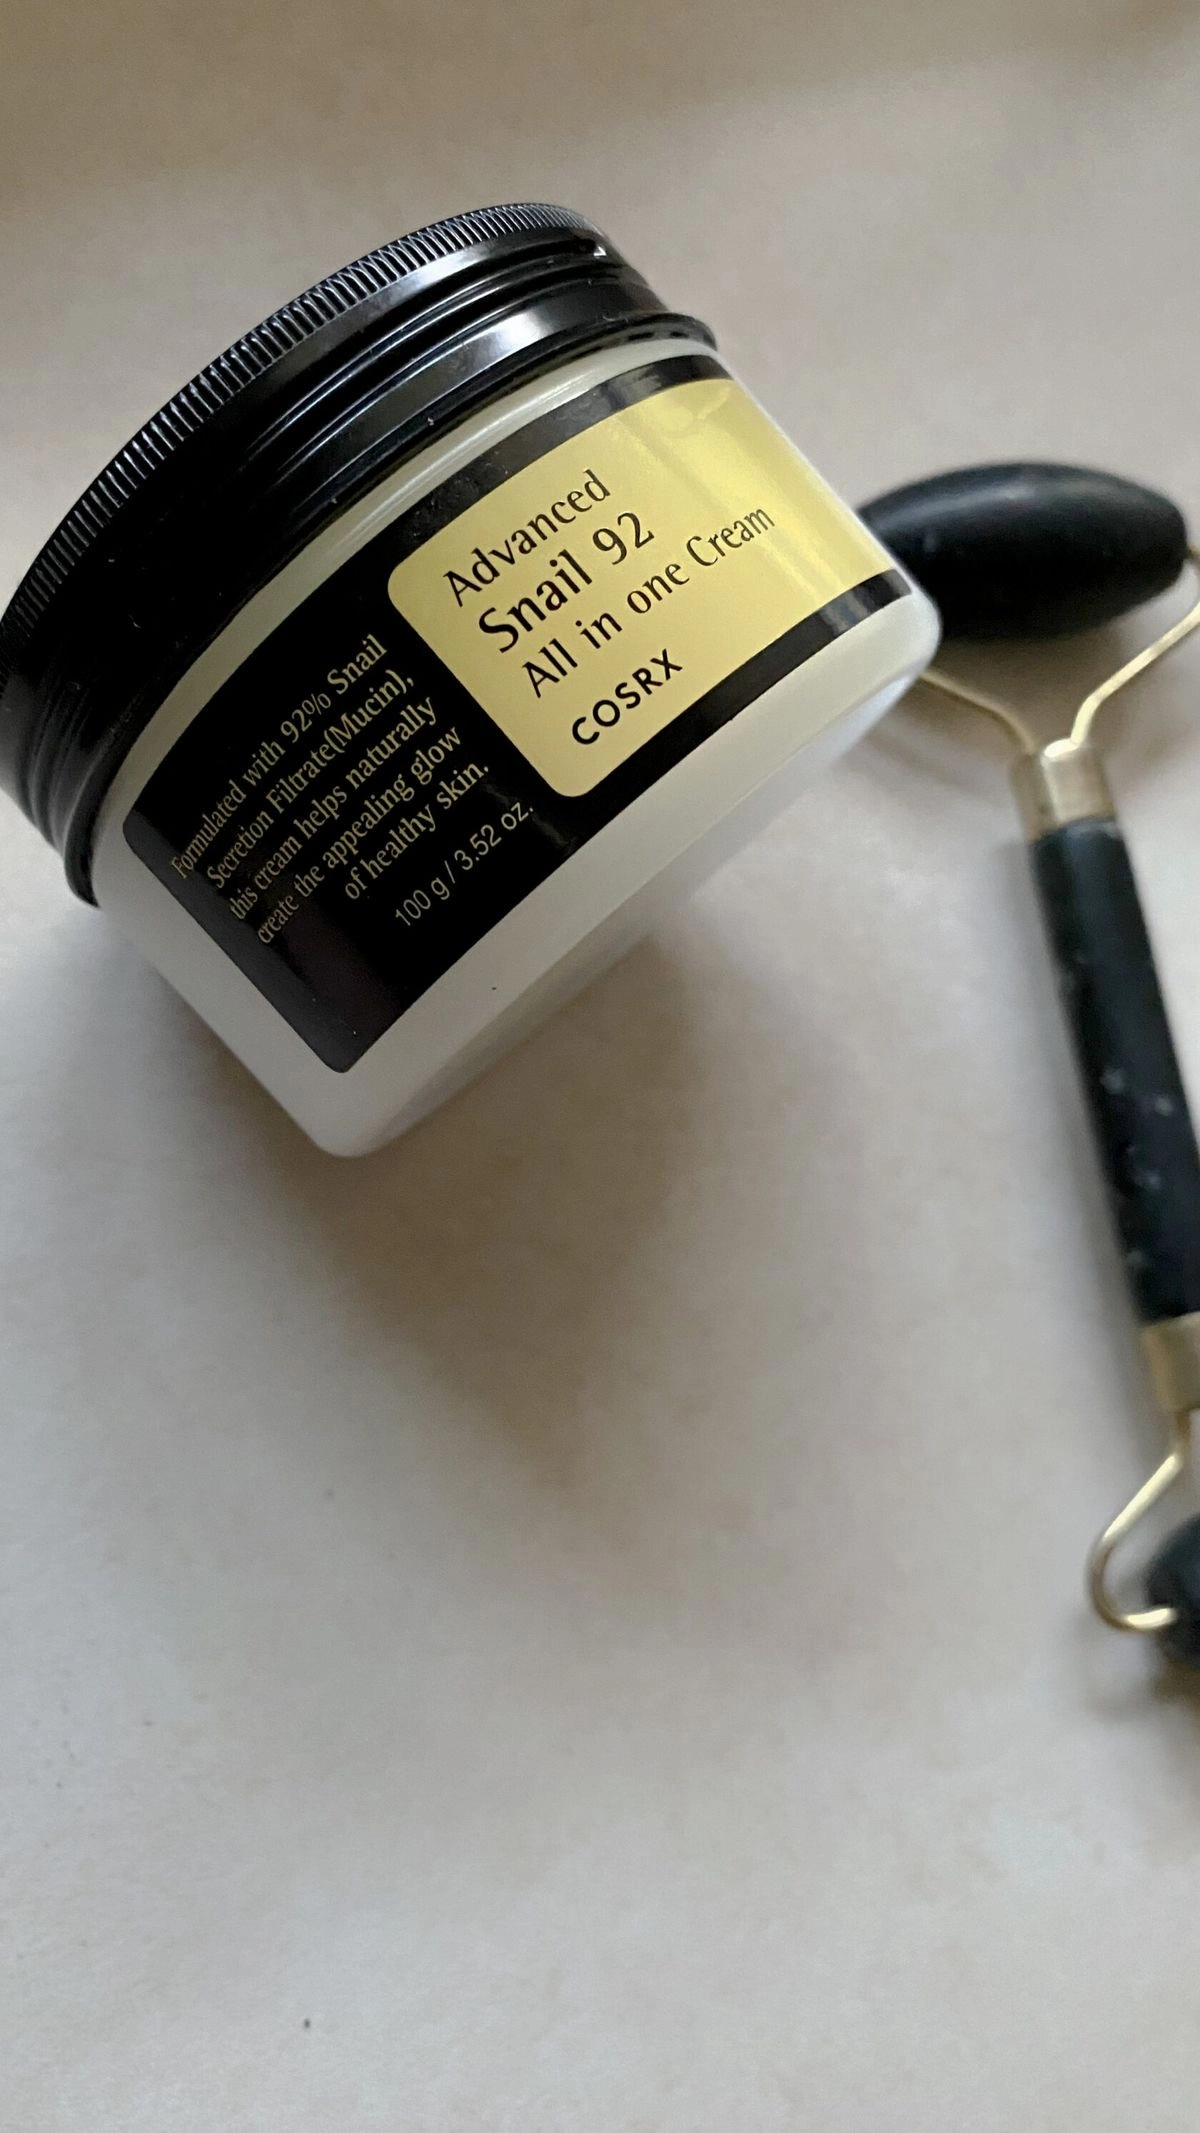 Advanced
Snail 92
All in one Cream
COSRX
Formulated with 92% Snail
Secretion Filtrate(Mucin),
this cream helps naturally
create the appealing glow
of healthy skin.
100 g / 3.52 oz.